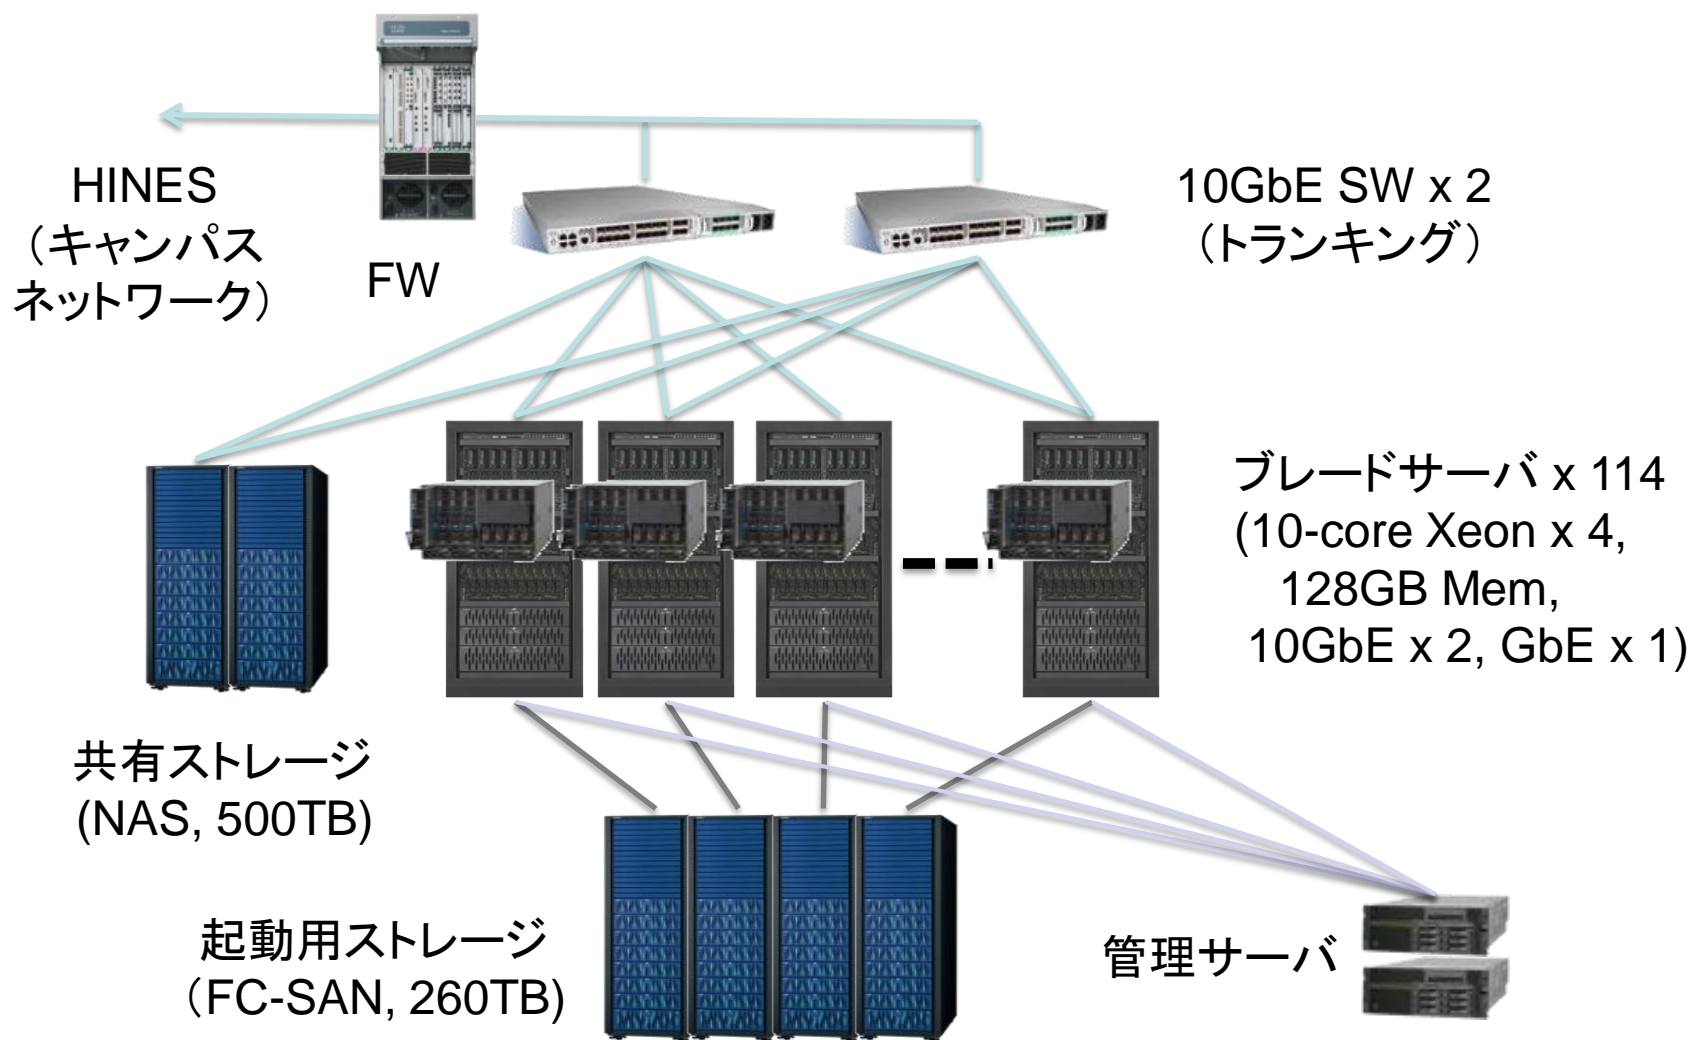 HINES
（キャンパス
ネットワーク）
FW
10GbE SW x 2
（トランキング）
ブレードサーバ x 114
(10-core Xeon x 4,
128GB Mem,
10GbE x 2, GbE x 1)
共有ストレージ
(NAS, 500TB)
起動用ストレージ
（FC-SAN, 260TB)
管理サーバ